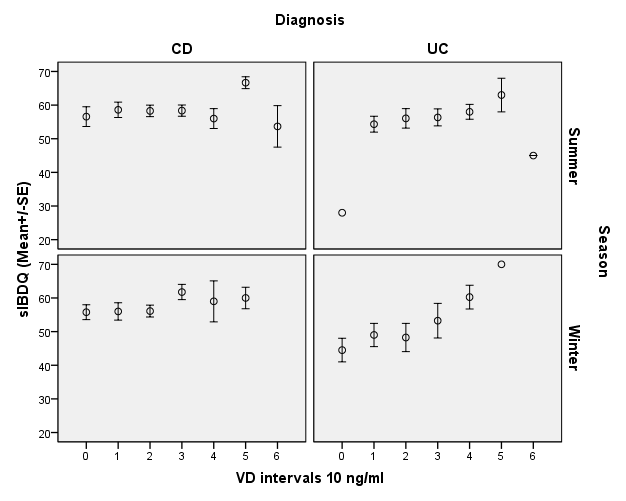 Diagnosis
CD UC
70
60
50
40
30
20
Summer
70
60
50
40
30
20
Winter
sIBDQ (Mean+/-SE)
Season
0 1 2 3 4 5 6 0 1 2 3 4 5 6
VD intervals 10 ng/ml